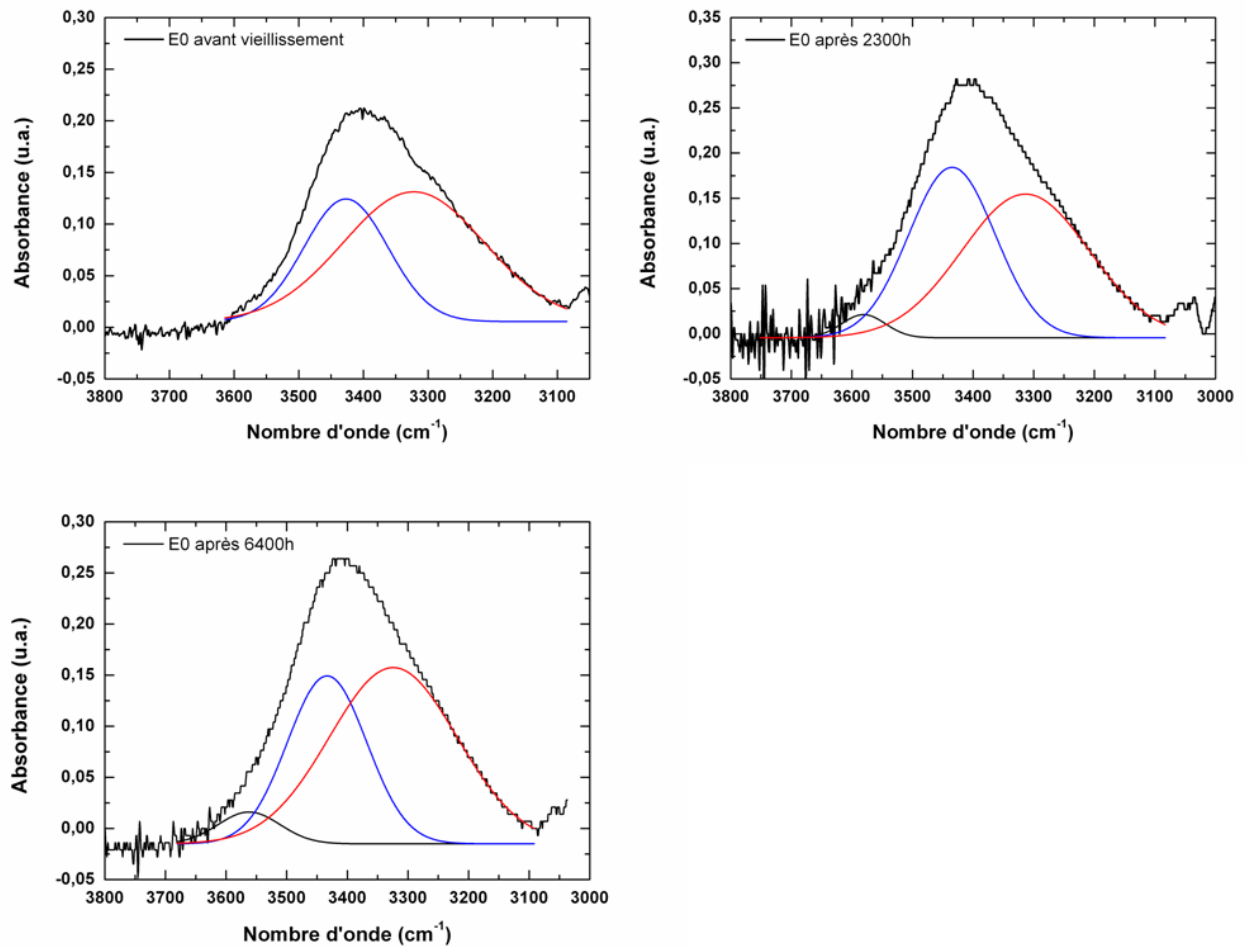 0,30
0,25
0,20
0,15
0,10
0,05
0,00
-0,05
Absorbance (u.a.)
E0 avant vieillissement
3800 3700 3600 3500 3400 3300 3200 3100
Nombre d'onde (cm-1)
0,35
0,30
0,25
0,20
0,15
0,10
0,05
0,00
-0,05
Absorbance (u.a.)
E0 après 2300h
3800 3700 3600 3500 3400 3300 3200 3100 3000
Nombre d'onde (cm-1)
0,30
0,25
0,20
0,15
0,10
0,05
0,00
-0,05
Absorbance (u.a.)
E0 après 6400h
3800 3700 3600 3500 3400 3300 3200 3100 3000
Nombre d'onde (cm-1)